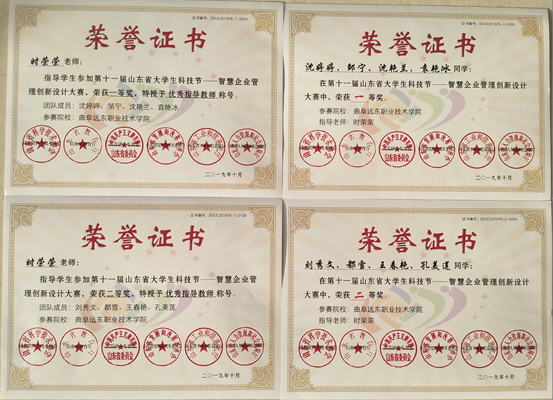 荣誉证书
时荣荣 老师：
指导学生参加第十一届山东省大学生科技节——智慧企业管
理创新设计大赛，荣获一等奖，特授予 优秀指导教师 称号。
团队成员：沈婷婷、邹宁、沈艳兰、袁艳冰
参赛院校：曲阜远东职业技术学院
二〇一九年十月
荣誉证书
沈婷婷、邹宁、沈艳兰、袁艳冰 同学：
在第十一届山东省大学生科技节——智慧企业管理创新设计
大赛中，荣获 一 等奖。
参赛院校：曲阜远东职业技术学院
指导老师：时荣荣
二〇一九年十月
荣誉证书
时荣荣 老师：
指导学生参加第十一届山东省大学生科技节——智慧企业管
理创新设计大赛，荣获二等奖，特授予 优秀指导教师 称号。
团队成员：刘秀文、都雪、王春艳、孔美莲
参赛院校：曲阜远东职业技术学院
二〇一九年十月
荣誉证书
刘秀文、都雪、王春艳、孔美莲 同学：
在第十一届山东省大学生科技节——智慧企业管理创新设计
大赛中，荣获 二 等奖。
参赛院校：曲阜远东职业技术学院
指导老师：时荣荣
二〇一九年十月